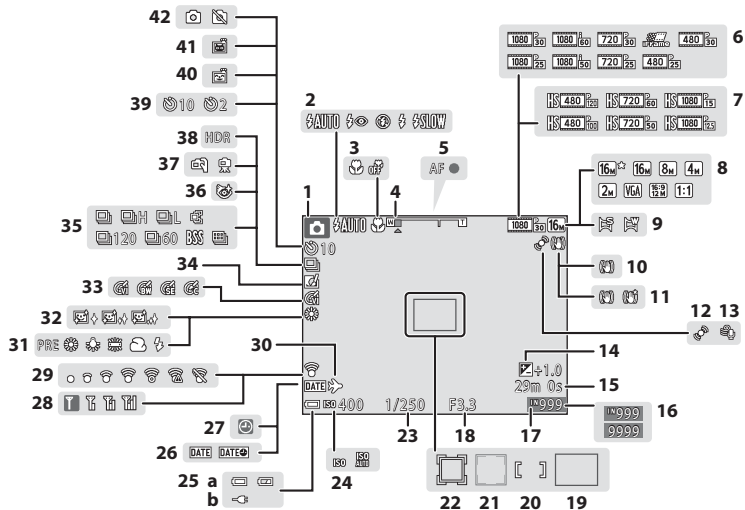 42
41
40
39 10 2
38 HDR
37
36
35 H L
120 60 BSS
34
33
32
31 PRE
30
29
28
27
26 DATE DATE
25 a
b
2
AUTO SLOW
3 OFF
4
5
AF
1
AUTO W T 1080 30 16M
10
DATE
ISO 400 1/250 F3.3 IN 999
+1.0
29m 0s
6
1080 30 1080 60 720 30 iFrame 480 30
1080 25 1080 50 720 25 480 25
7
HS 480 120 HS 720 60 HS 1080 15
HS 480 100 HS 720 50 HS 1080 12.5
8
16M 16M 8M 4M
2M VGA 16:9 12M 1:1
9
10
11
12 13
14
15
16
IN 999
9999
17
18
23
24
ISO ISO AUTO
22 21 20 19